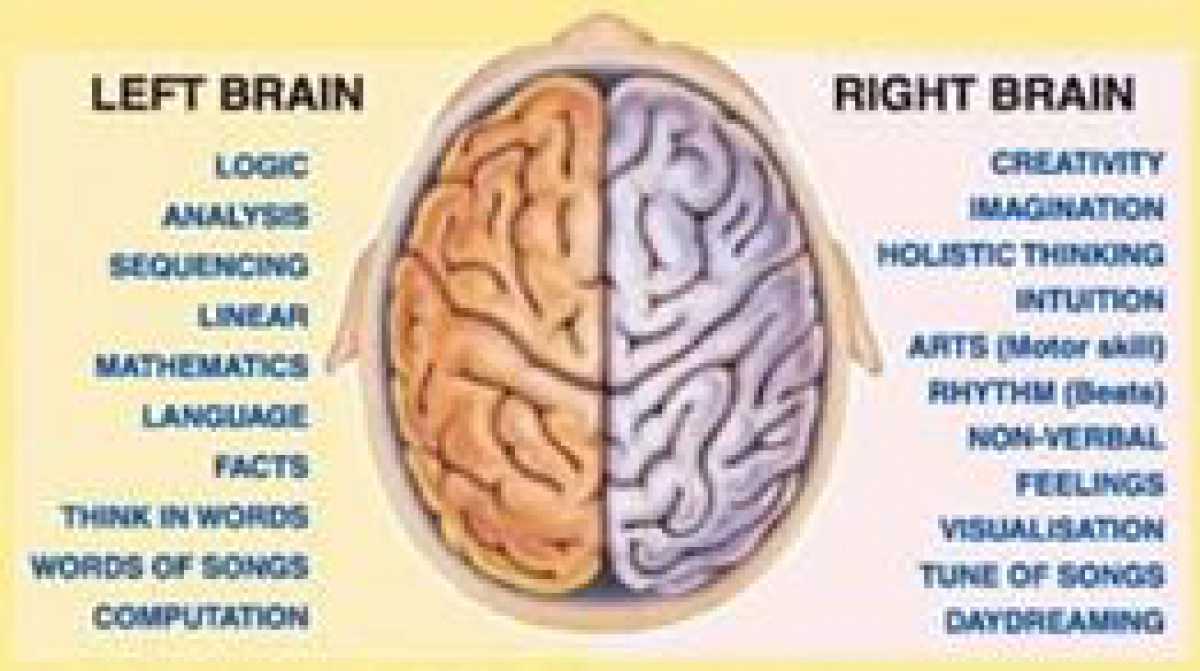 LEFT BRAIN
LOGIC
ANALYSIS
SEQUENCING
LINEAR
MATHEMATICS
LANGUAGE
FACTS
THINK IN WORDS
WORDS OF SONGS
COMPUTATION
RIGHT BRAIN
CREATIVITY
IMAGINATION
HOLISTIC THINKING
INTUITION
ARTS (Motor skill)
RHYTHM (Beats)
NON-VERBAL
FEELINGS
VISUALISATION
TUNE OF SONGS
DAYDREAMING